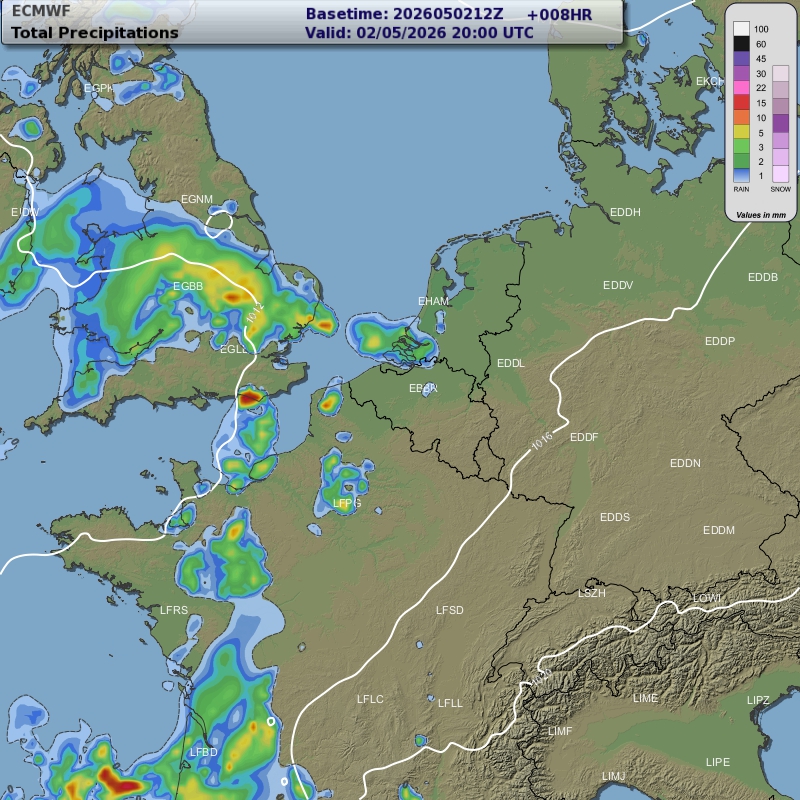 ECMWF
Basetime: 2026050212Z +008HR
Total Precipitations
Valid: 02/05/2026 20:00 UTC
100
60
45
30
22
15
10
5
3
2
1
RAIN SNOW
Values in mm
EGPK
EKCH
EGNM
EIDW
EDDH
EDDB
EGBB
EDDV
EHAM
1012
EDDP
EGLL
EDDL
EBBR
1016
EDDF
EDDN
LFPG
EDDS
EDDM
LSZH
LOWI
LFRS
LFSD
LFLC
LFLL
LIME
LIPZ
LIMF
LFBD
LIPE
LIMJ